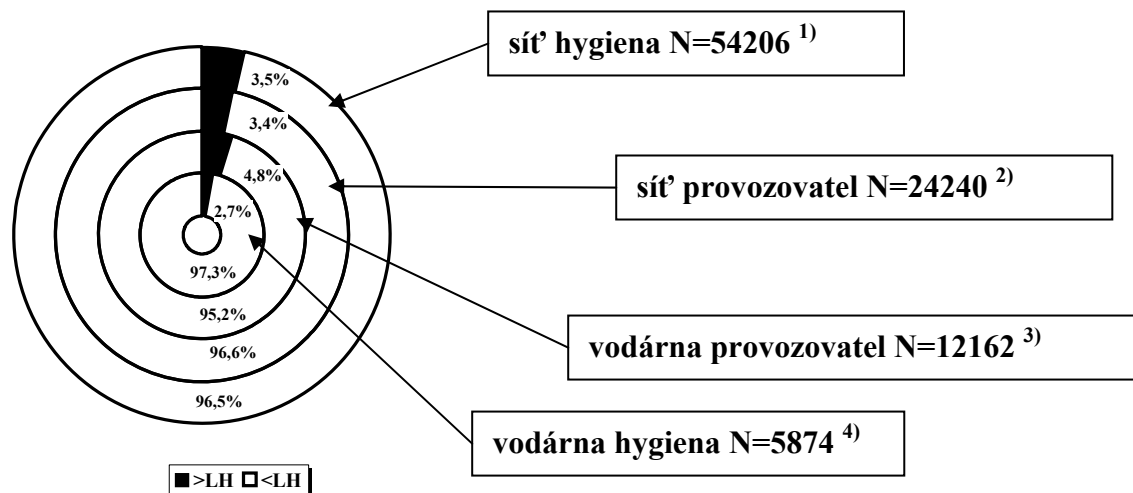 síť hygiena N=54206 1)
3,5%
3,4%
síť provozovatel N=24240 2)
4,8%
2,7%
97,3%
95,2%
vodárna provozovatel N=12162 3)
96,6%
96,5%
vodárna hygiena N=5874 4)
>LH <LH